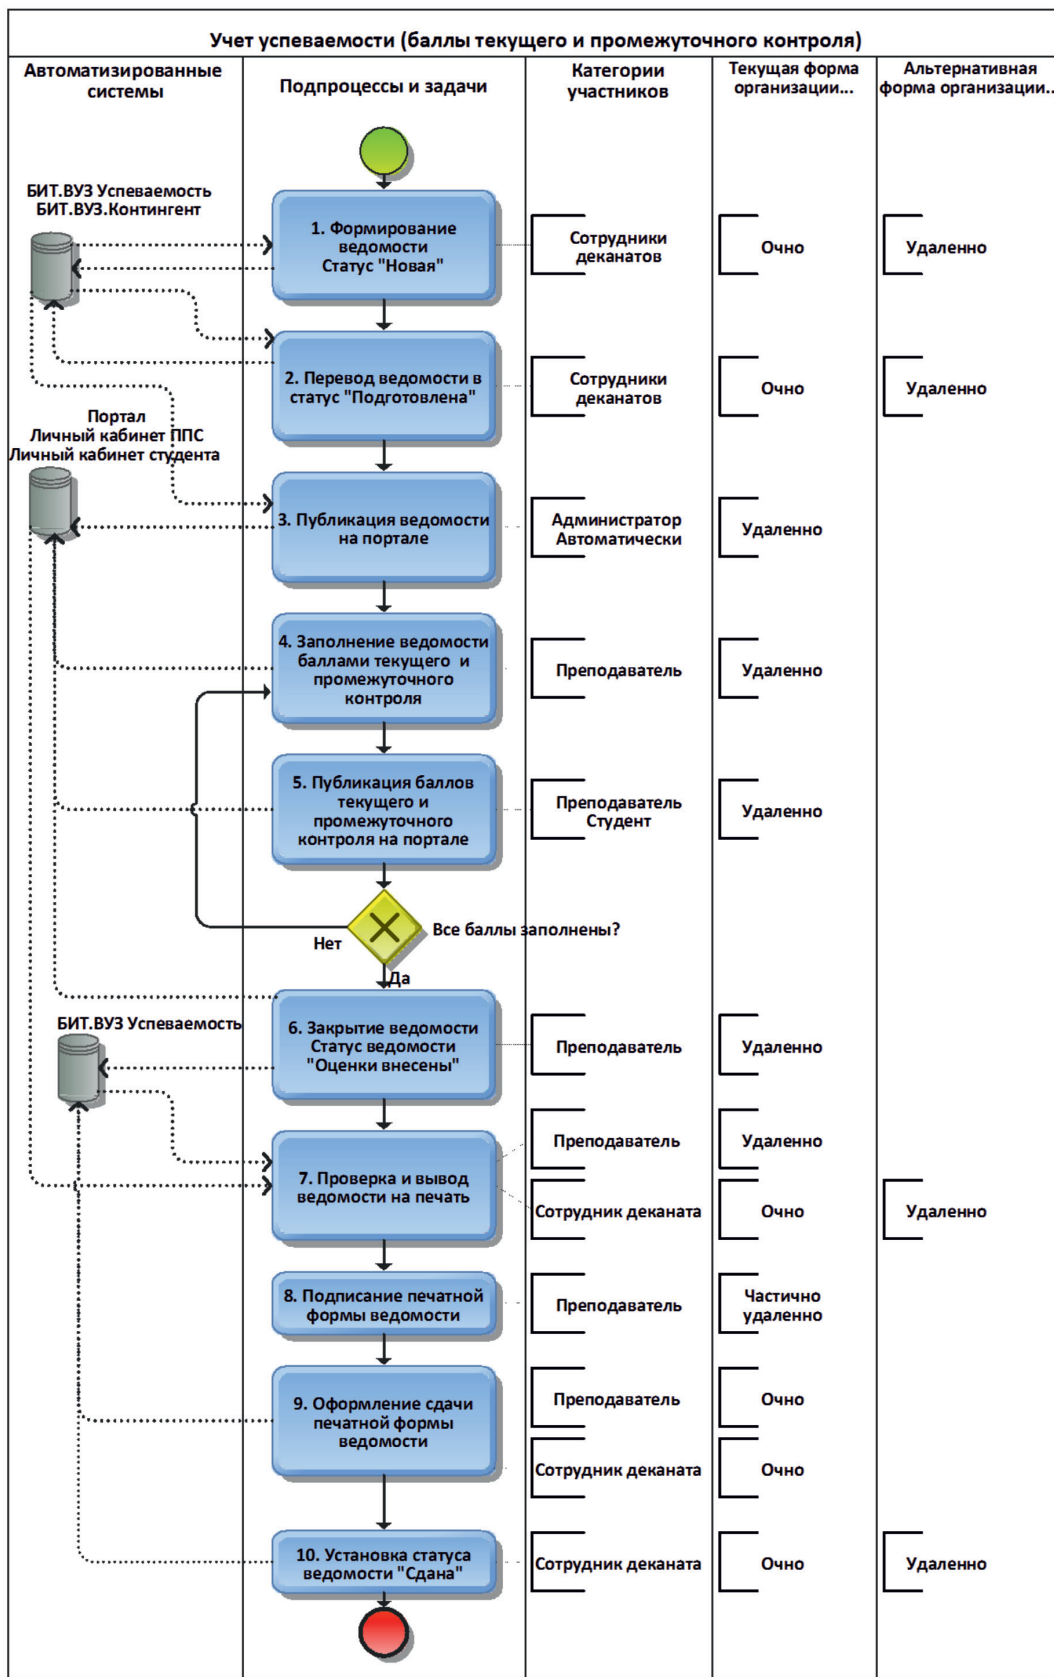 Учет успеваемости (баллы текущего и промежуточного контроля)
Автоматизированные
системы
Подпроцессы и задачи
Категории
участников
Текущая форма
организации...
Альтернативная
форма организации...
БИТ.ВУЗ Успеваемость
БИТ.ВУЗ.Контингент
1. Формирование
ведомости
Статус "Новая"
Сотрудники
деканатов
Очно
Удаленно
2. Перевод ведомости в
статус "Подготовлена"
Сотрудники
деканатов
Очно
Удаленно
Портал
Личный кабинет ППС
Личный кабинет студента
3. Публикация ведомости
на портале
Администратор
Автоматически
Удаленно
4. Заполнение ведомости
баллами текущего и
промежуточного
контроля
Преподаватель
Удаленно
5. Публикация баллов
текущего и
промежуточного
контроля на портале
Преподаватель
Студент
Удаленно
Все баллы заполнены?
Нет
Да
БИТ.ВУЗ Успеваемость
6. Закрытие ведомости
Статус ведомости
"Оценки внесены"
Преподаватель
Удаленно
7. Проверка и вывод
ведомости на печать
Преподаватель
Удаленно
Сотрудник деканата
Очно
Удаленно
8. Подписание печатной
формы ведомости
Преподаватель
Частично
удаленно
9. Оформление сдачи
печатной формы
ведомости
Преподаватель
Очно
Сотрудник деканата
Очно
10. Установка статуса
ведомости "Сдана"
Сотрудник деканата
Очно
Удаленно